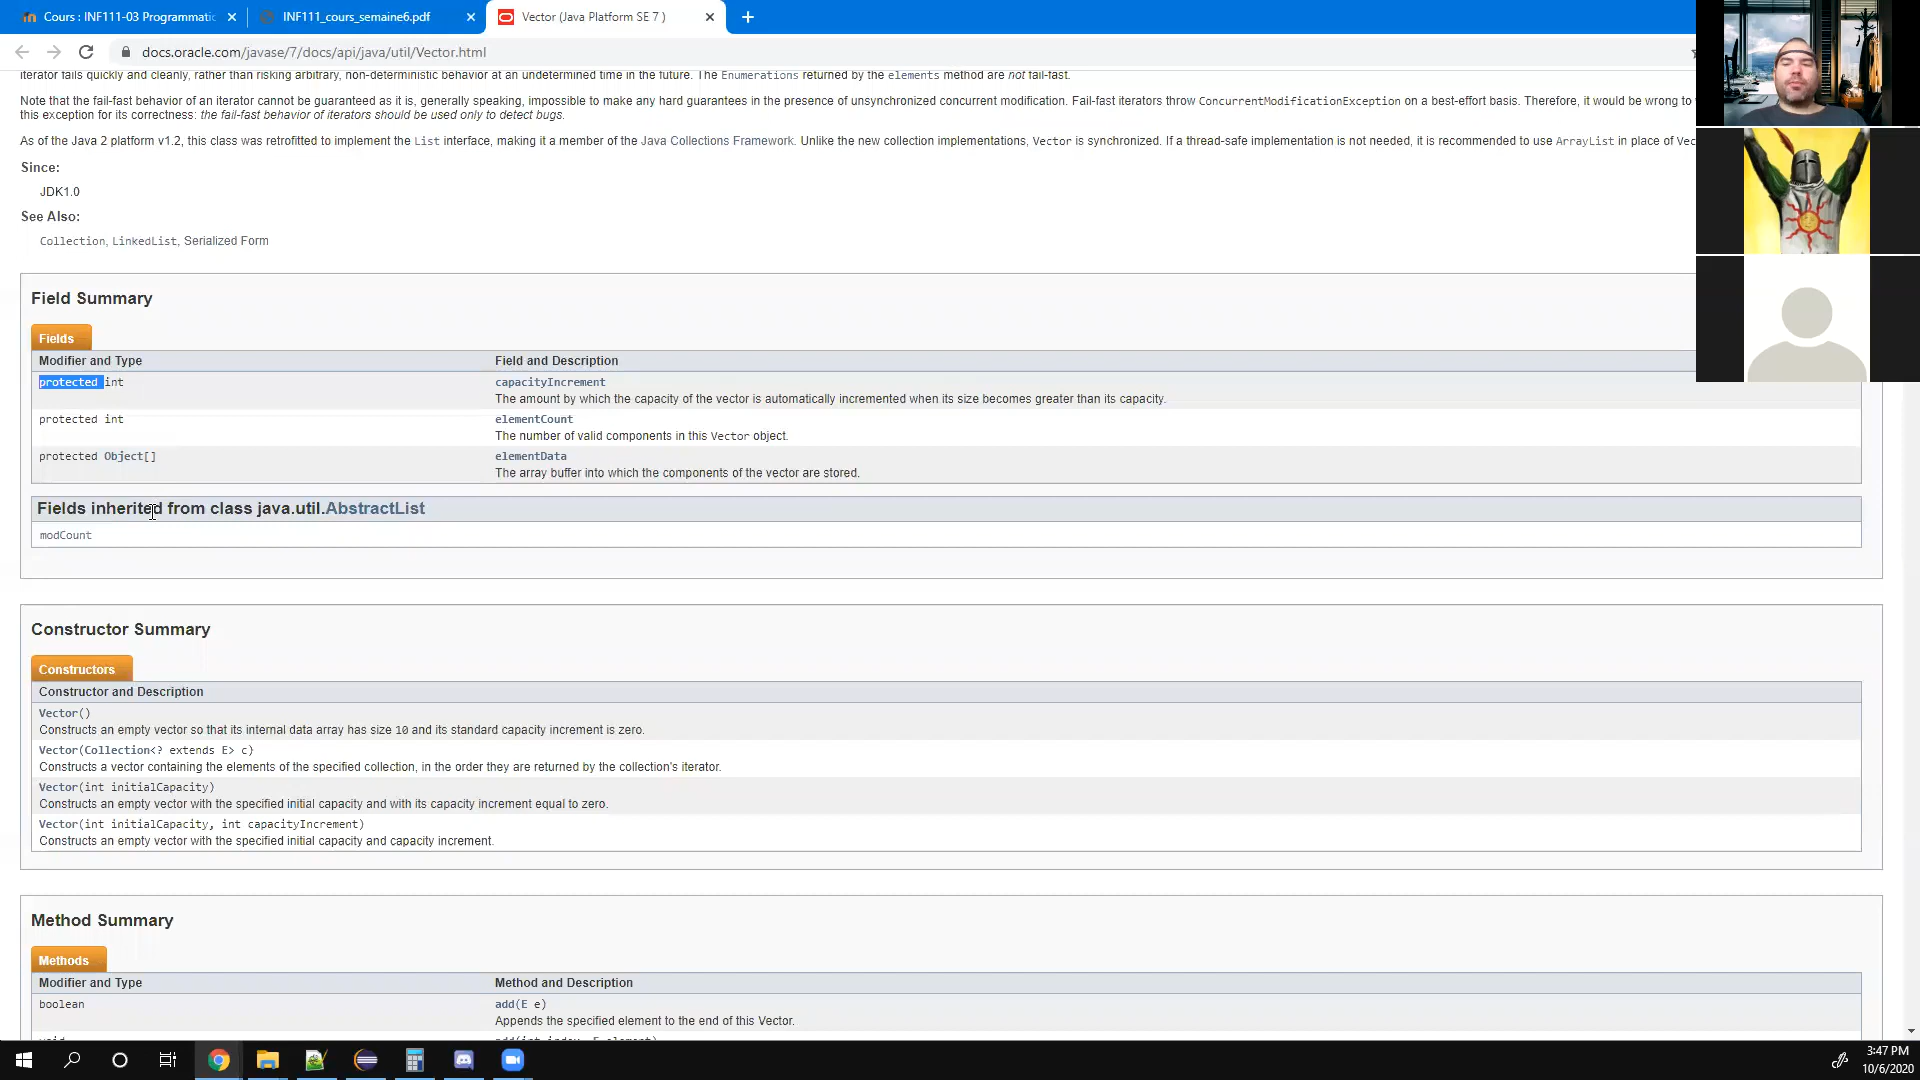 Cours : INF111-03 Programmatic
INF111_cours_semaine6.pdf
Vector (Java Platform SE 7 )
docs.oracle.com/javase/7/docs/api/java/util/Vector.html
iterator fails quickly and cleanly, rather than risking arbitrary, non-deterministic behavior at an undetermined time in the future. The Enumerations returned by the elements method are not fail-fast.
Note that the fail-fast behavior of an iterator cannot be guaranteed as it is, generally speaking, impossible to make any hard guarantees in the presence of unsynchronized concurrent modification. Fail-fast iterators throw ConcurrentModificationException on a best-effort basis. Therefore, it would be wrong to
this exception for its correctness: the fail-fast behavior of iterators should be used only to detect bugs.
As of the Java 2 platform v1.2, this class was retrofitted to implement the List interface, making it a member of the Java Collections Framework. Unlike the new collection implementations, Vector is synchronized. If a thread-safe implementation is not needed, it is recommended to use ArrayList in place of Vec
Since:
JDK1.0
See Also:
Collection, LinkedList, Serialized Form
Field Summary
Fields
Modifier and Type Field and Description
protected int capacityIncrement
The amount by which the capacity of the vector is automatically incremented when its size becomes greater than its capacity.
protected int elementCount
The number of valid components in this Vector object.
protected Object[] elementData
The array buffer into which the components of the vector are stored.
Fields inherited from class java.util.AbstractList
modCount
Constructor Summary
Constructors
Constructor and Description
Vector()
Constructs an empty vector so that its internal data array has size 10 and its standard capacity increment is zero.
Vector(Collection<? extends E> c)
Constructs a vector containing the elements of the specified collection, in the order they are returned by the collection's iterator.
Vector(int initialCapacity)
Constructs an empty vector with the specified initial capacity and with its capacity increment equal to zero.
Vector(int initialCapacity, int capacityIncrement)
Constructs an empty vector with the specified initial capacity and capacity increment.
Method Summary
Methods
Modifier and Type Method and Description
boolean add(E e)
Appends the specified element to the end of this Vector.
void add(int index, E element)
3:47 PM
10/6/2020